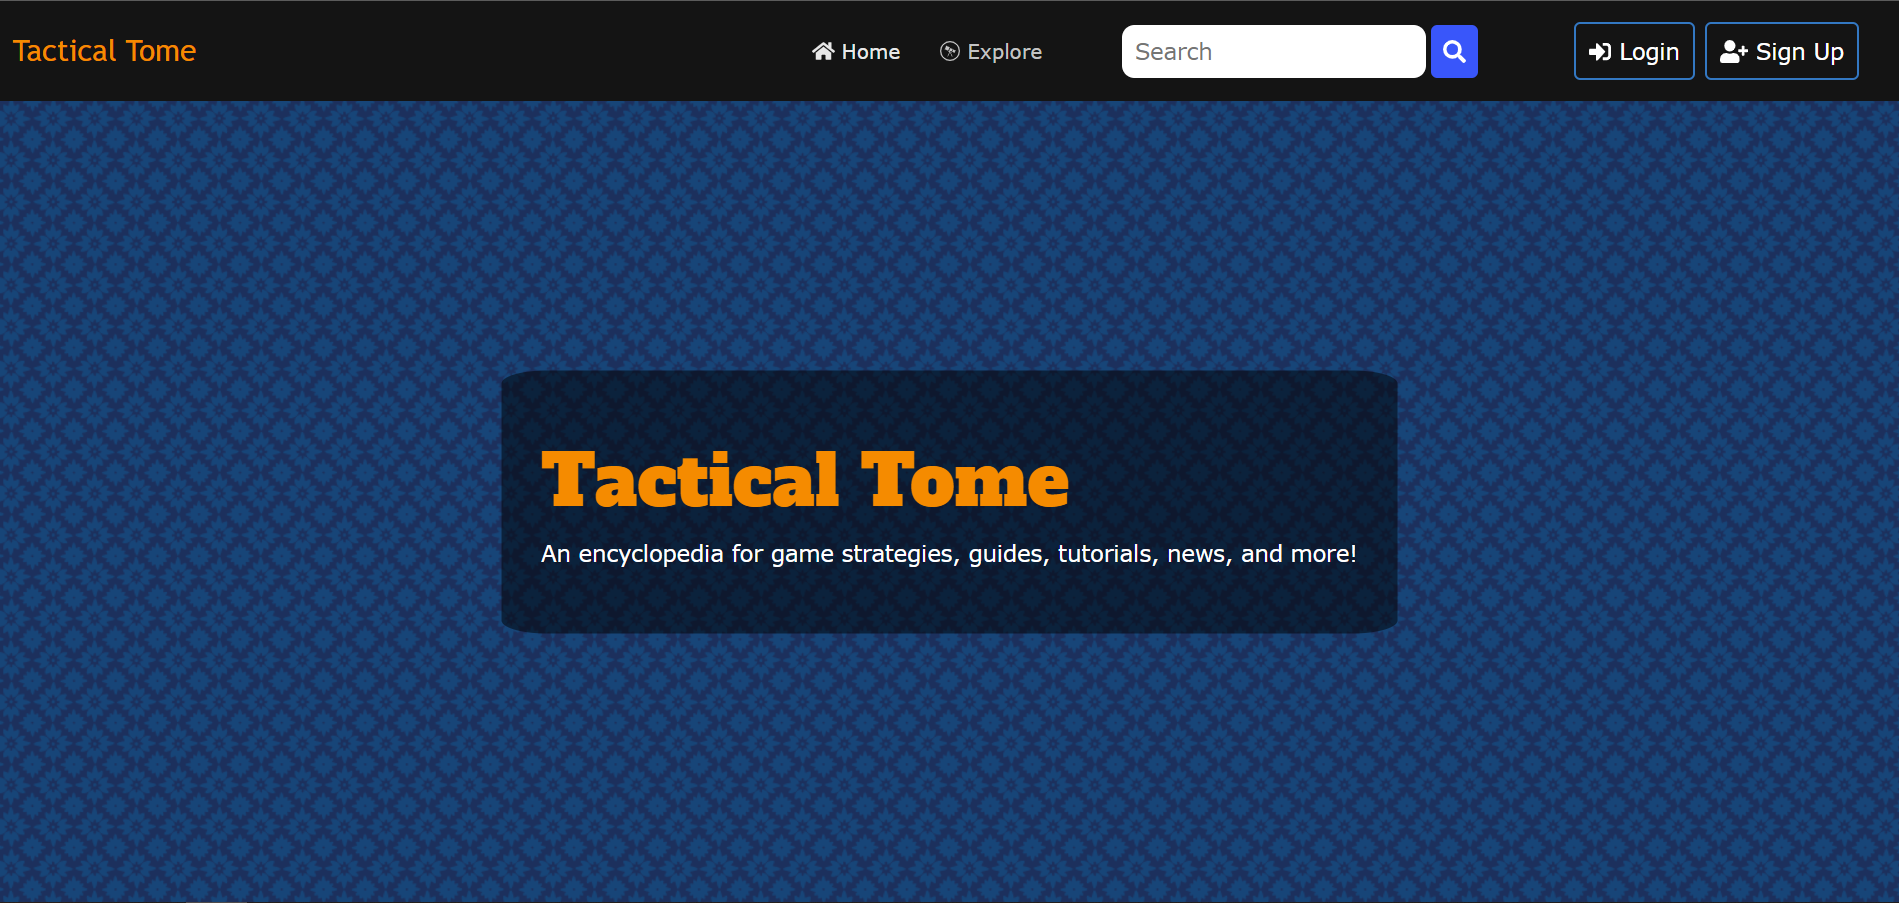 Tactical Tome
Home
Explore
Search
Login
Sign Up
Tactical Tome
An encyclopedia for game strategies, guides, tutorials, news, and more!